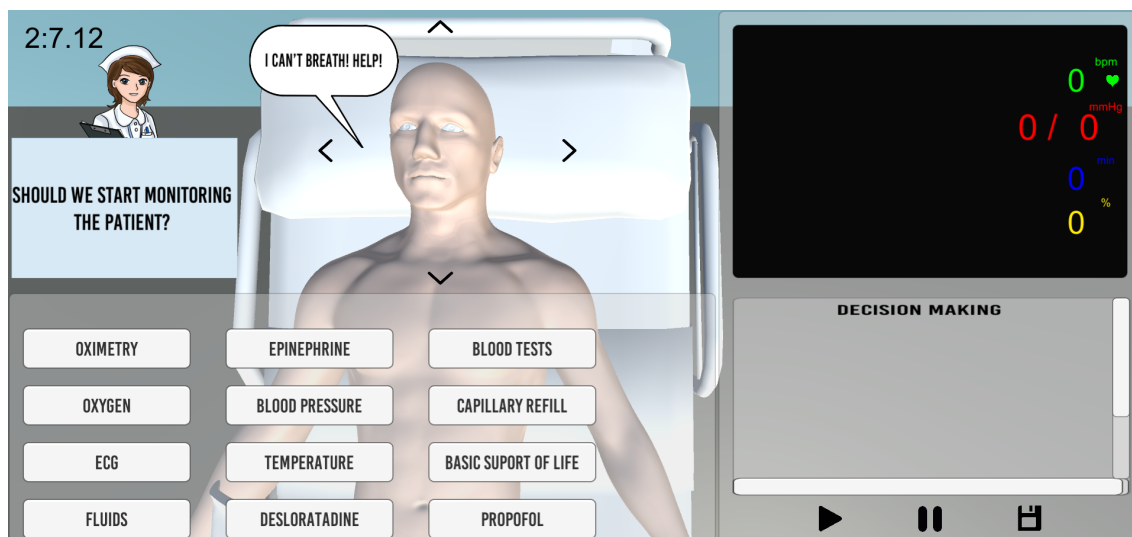 2:7.12
I CAN'T BREATH! HELP!
SHOULD WE START MONITORING
THE PATIENT?
bpm
0
mmHg
0 / 0
min
0
%
0
DECISION MAKING
OXIMETRY
EPINEPHRINE
BLOOD TESTS
OXYGEN
BLOOD PRESSURE
CAPILLARY REFILL
ECG
TEMPERATURE
BASIC SUPORT OF LIFE
FLUIDS
DESLORATADINE
PROPOFOL